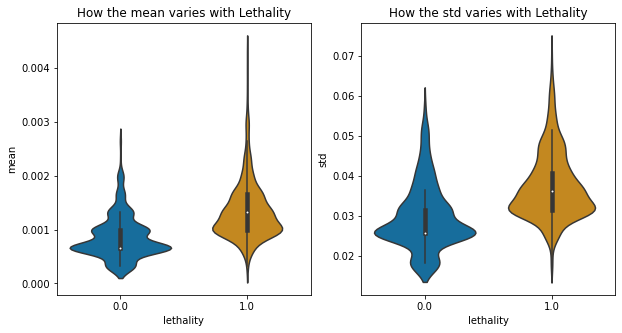 How the mean varies with Lethality
0.004
0.003
0.002
0.001
0.000
mean
0.0
1.0
lethality
How the std varies with Lethality
0.07
0.06
0.05
0.04
0.03
0.02
std
0.0
1.0
lethality